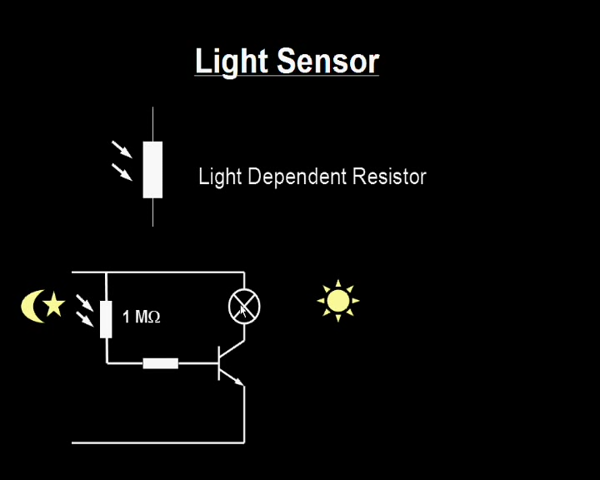 Light Sensor
Light Dependent Resistor
1 MΩ